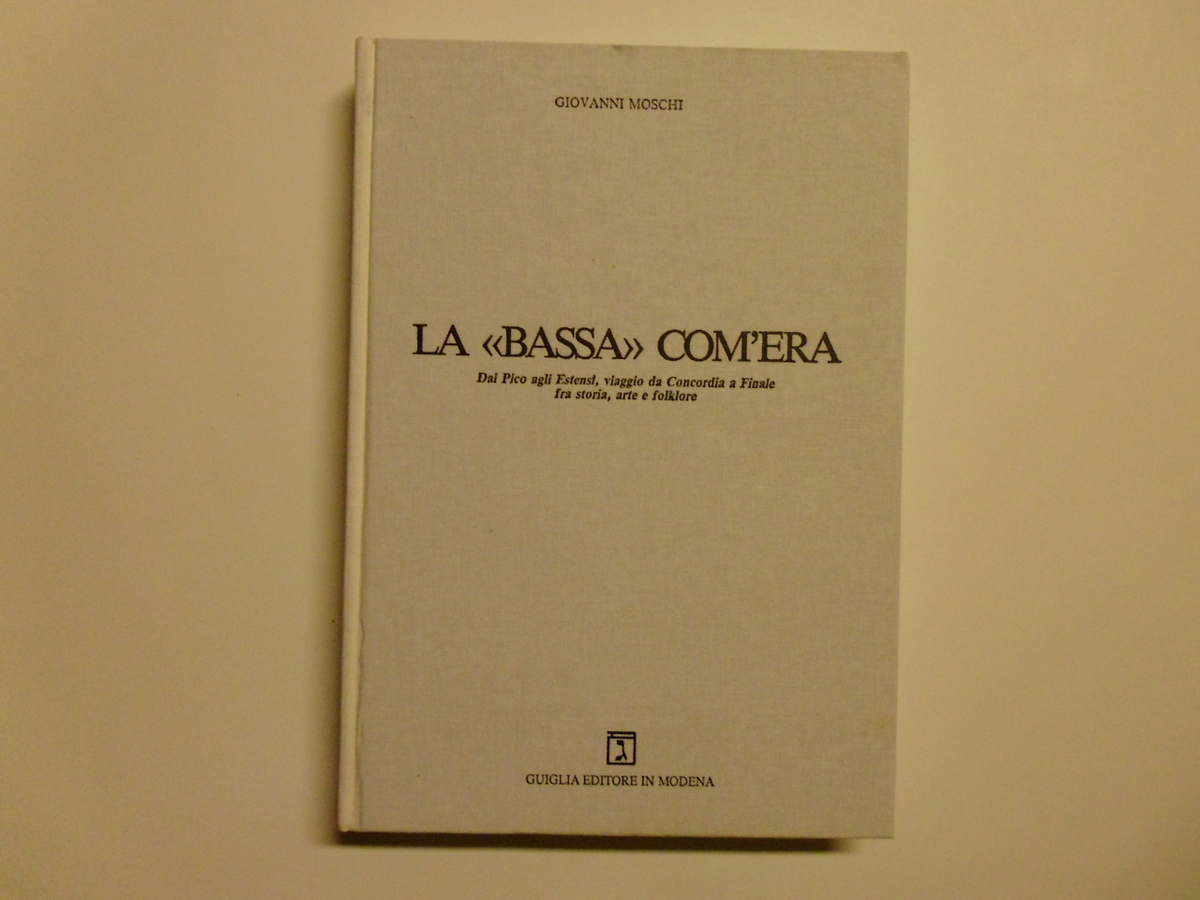 GIOVANNI MOSCHI
LA «BASSA» COM'ERA
Dai Pico agli Estensi, viaggio da Concordia a Finale
fra storia, arte e folklore
GUIGLIA EDITORE IN MODENA